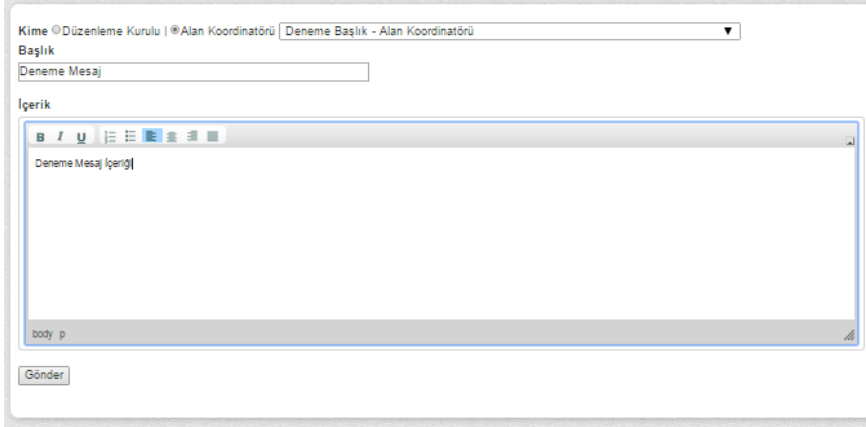 Kime Düzenleme Kurulu | Alan Koordinatörü Deneme Başlık - Alan Koordinatörü
Başlık
Deneme Mesaj
İçerik
B I U
Deneme Mesaj İçeriği
body p
Gönder